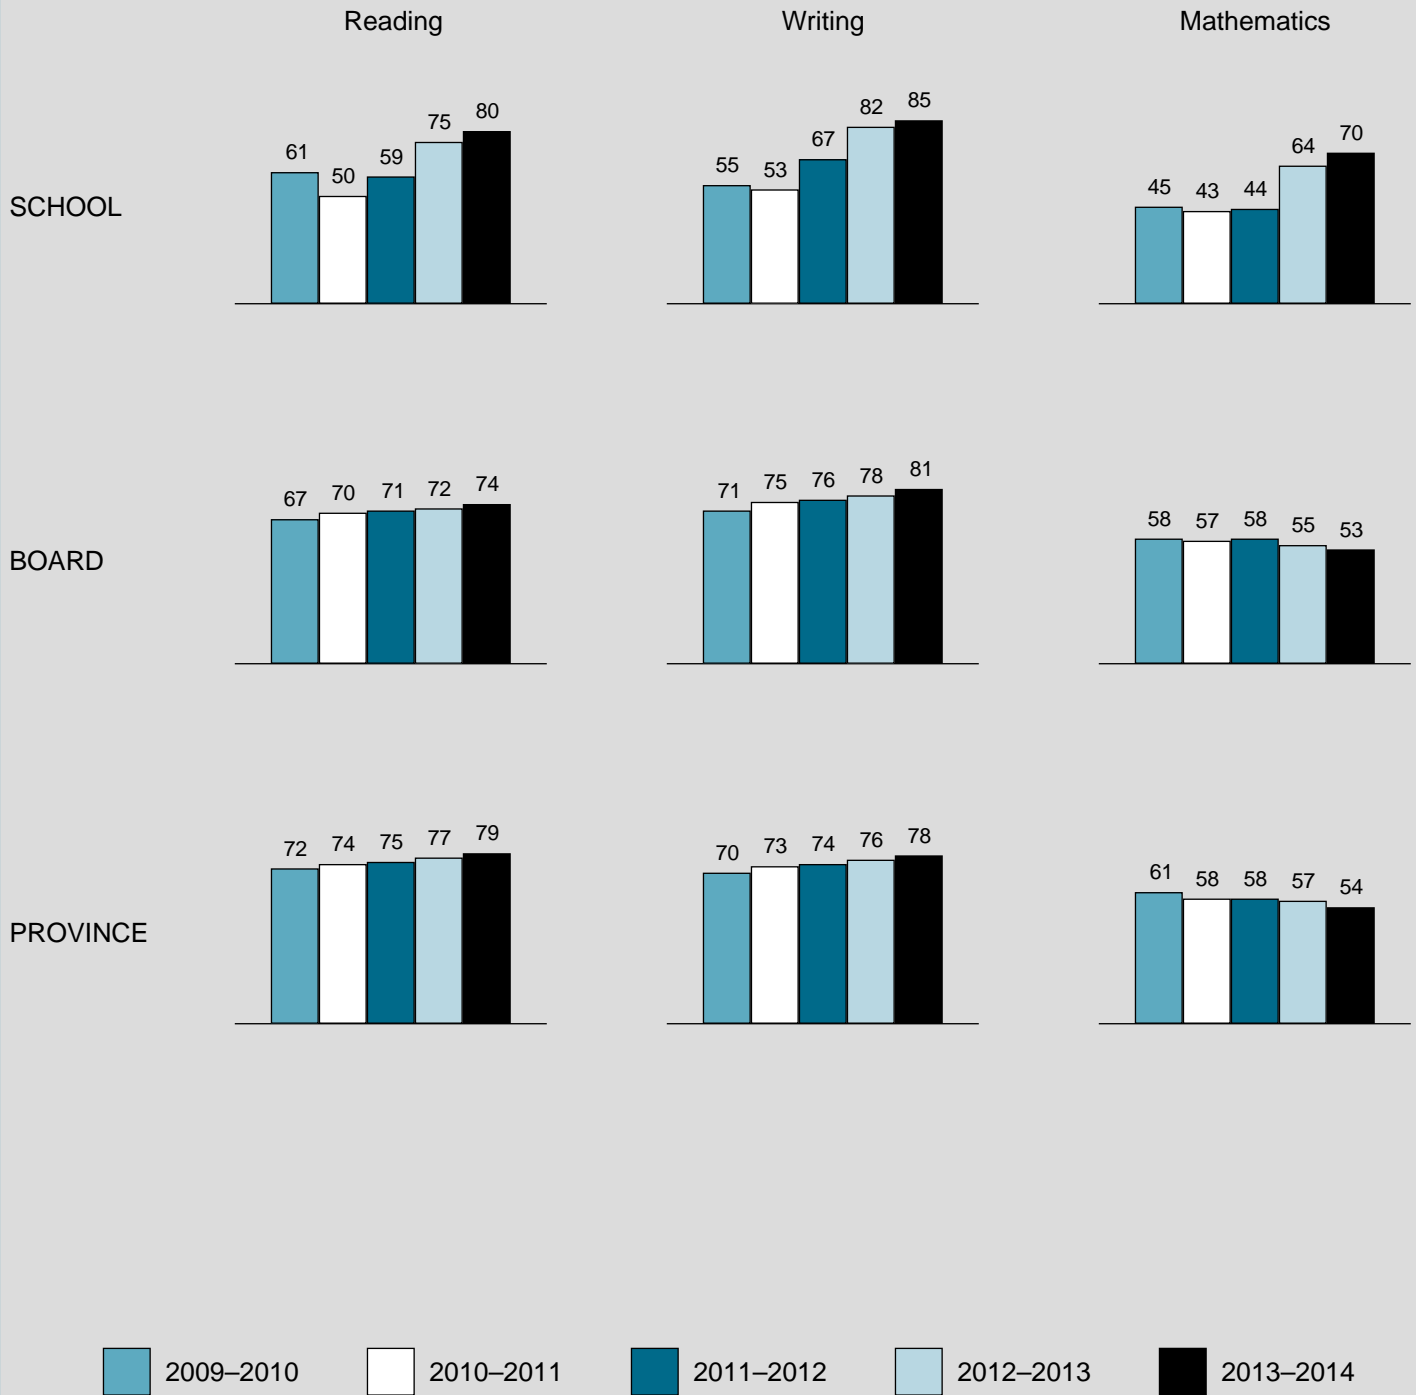 Reading Writing Mathematics
SCHOOL
61 50 59 75 80
55 53 67 82 85
45 43 44 64 70
BOARD
67 70 71 72 74
71 75 76 78 81
58 57 58 55 53
PROVINCE
72 74 75 77 79
70 73 74 76 78
61 58 58 57 54
2009–2010 2010–2011 2011–2012 2012–2013 2013–2014